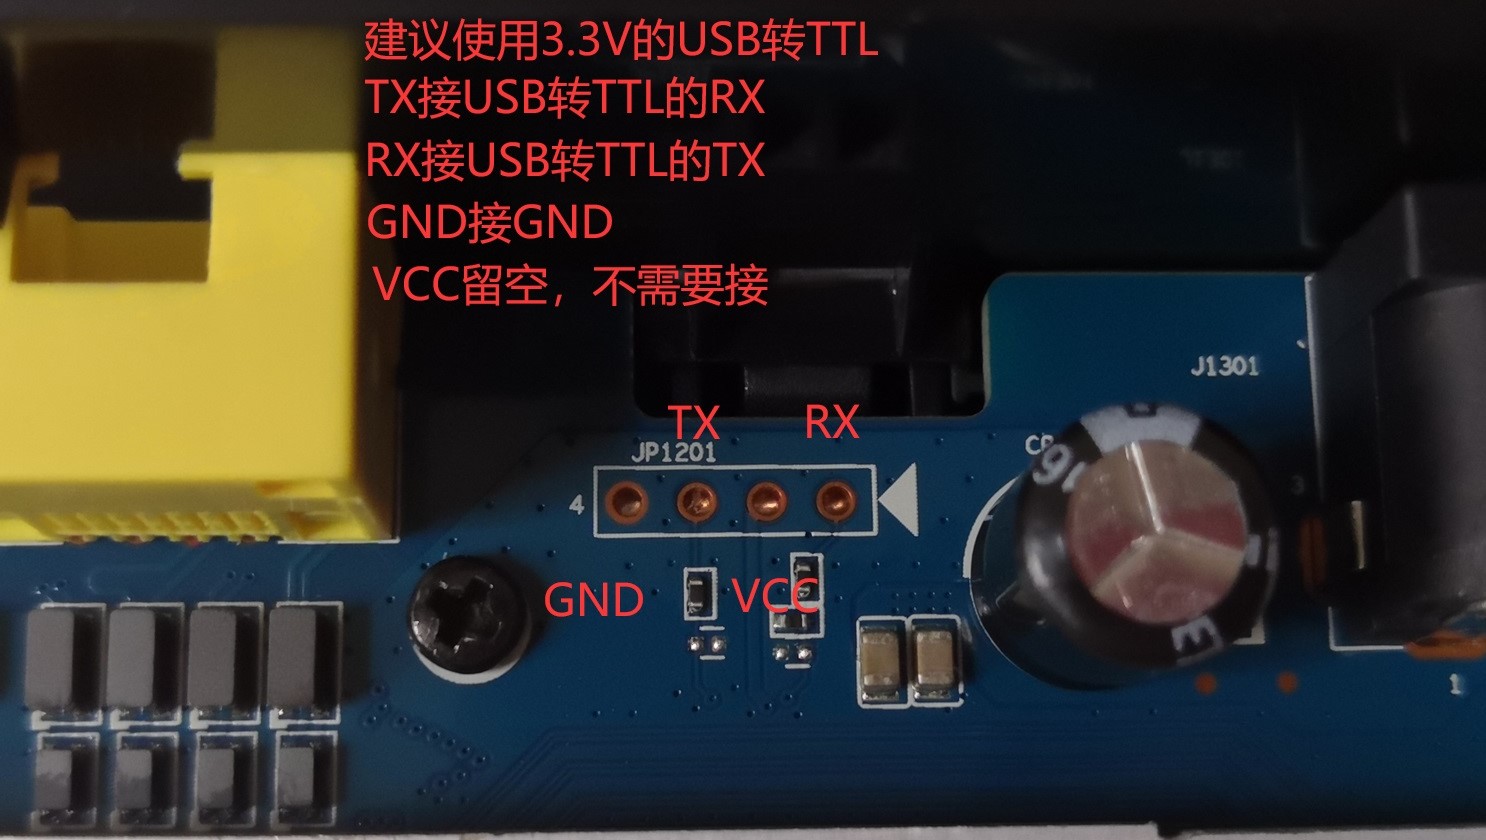 建议使用3.3V的USB转TTL
TX接USB转TTL的RX
RX接USB转TTL的TX
GND接GND
VCC留空，不需要接
J1301
TX
RX
JP1201
CP
16
4
3
GND
VCC
E
1